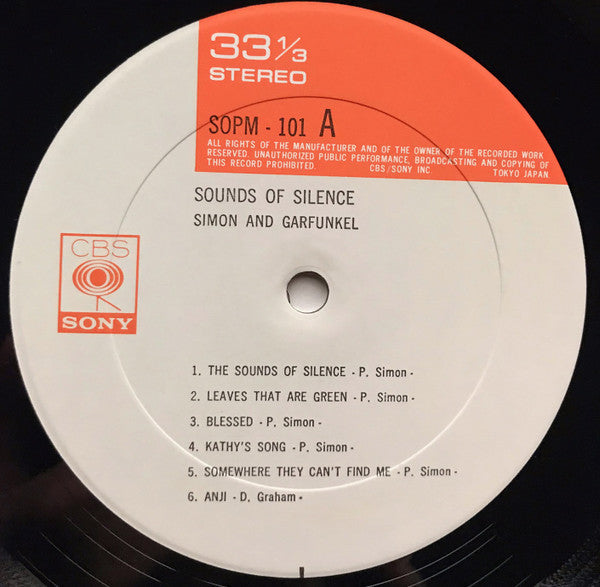 33 1/3
STEREO
SOPM - 101 A
ALL RIGHTS OF THE MANUFACTURER AND OF THE OWNER OF THE RECORDED WORK
RESERVED. UNAUTHORIZED PUBLIC PERFORMANCE, BROADCASTING AND COPYING OF
THIS RECORD PROHIBITED. CBS/SONY INC TOKYO JAPAN.
SOUNDS OF SILENCE
SIMON AND GARFUNKEL
CBS
SONY
1. THE SOUNDS OF SILENCE - P. Simon -
2. LEAVES THAT ARE GREEN - P. Simon -
3. BLESSED - P. Simon -
4. KATHY'S SONG - P. Simon -
5. SOMEWHERE THEY CAN'T FIND ME - P. Simon -
6. ANJI - D. Graham -